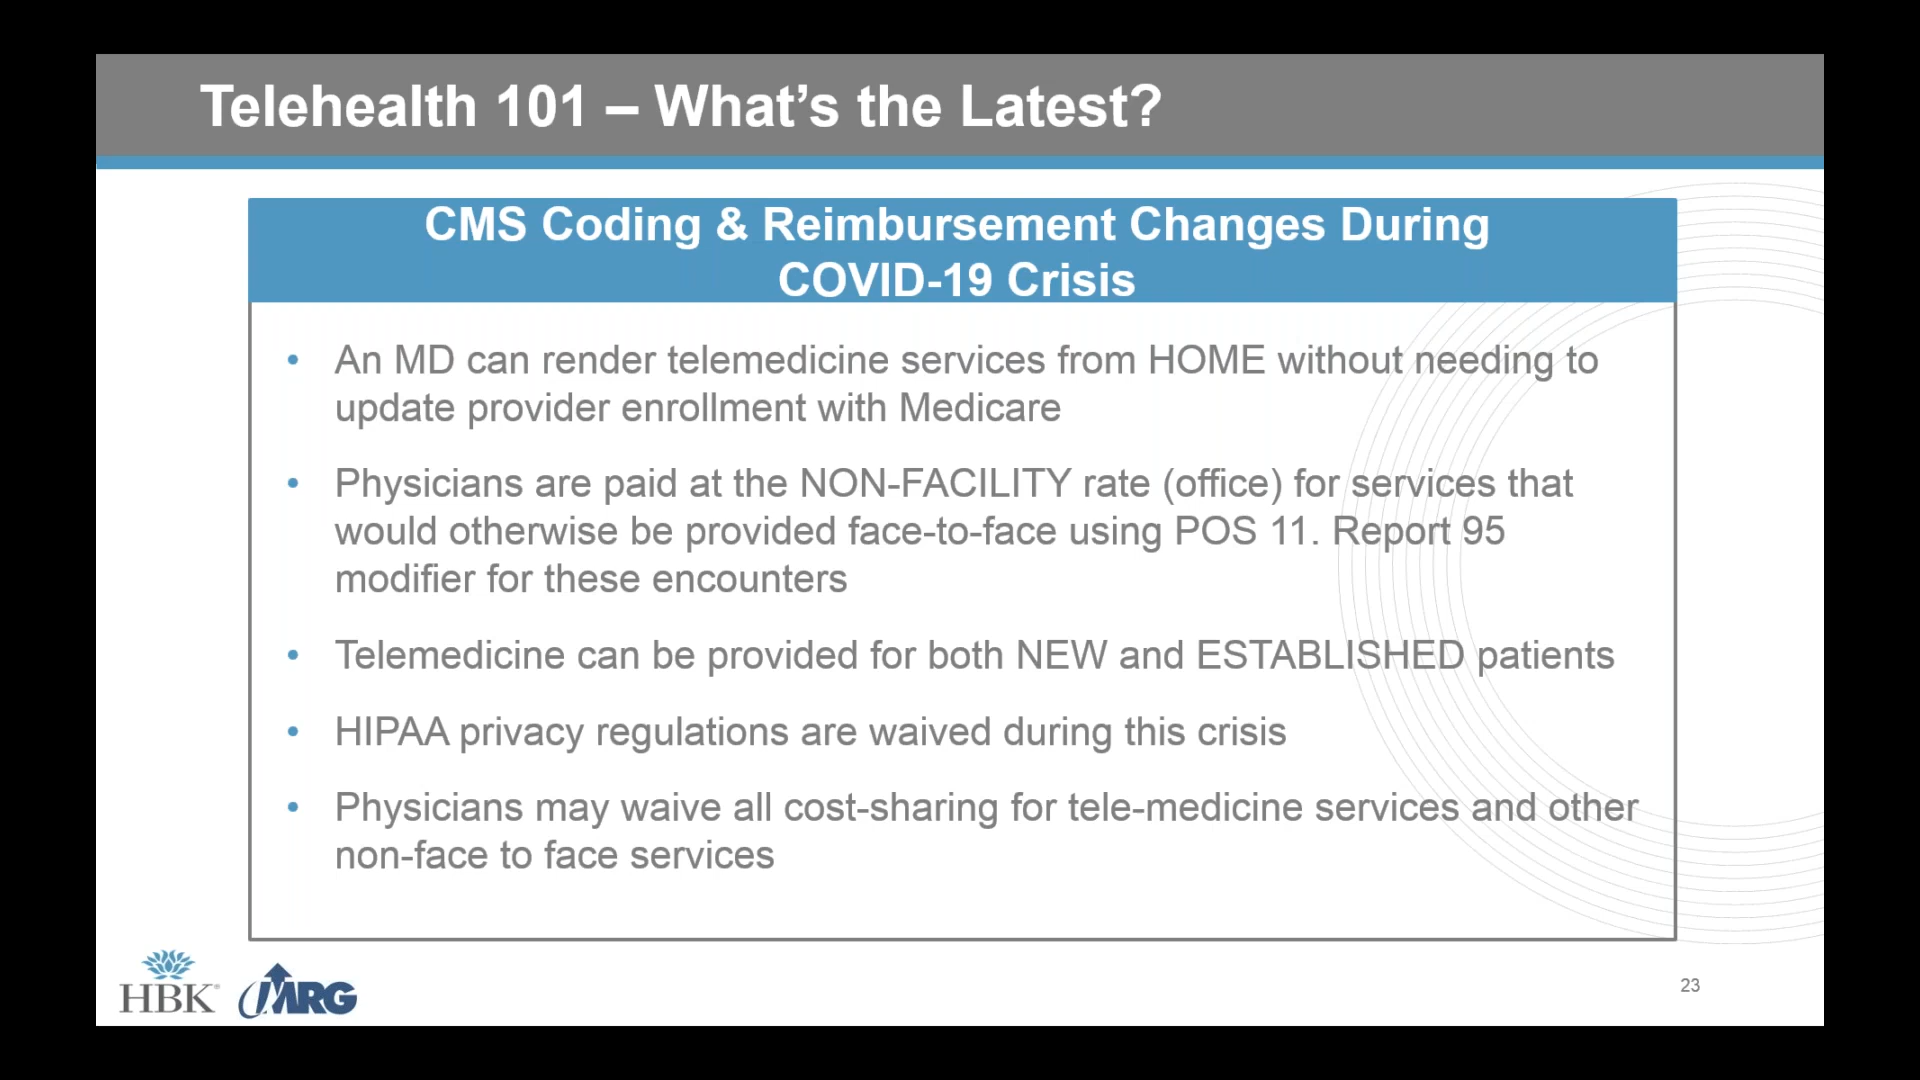 Telehealth 101 – What’s the Latest?
CMS Coding & Reimbursement Changes During
COVID-19 Crisis
• An MD can render telemedicine services from HOME without needing to
update provider enrollment with Medicare
• Physicians are paid at the NON-FACILITY rate (office) for services that
would otherwise be provided face-to-face using POS 11. Report 95
modifier for these encounters
• Telemedicine can be provided for both NEW and ESTABLISHED patients
• HIPAA privacy regulations are waived during this crisis
• Physicians may waive all cost-sharing for tele-medicine services and other
non-face to face services
HBK®
MRG
23